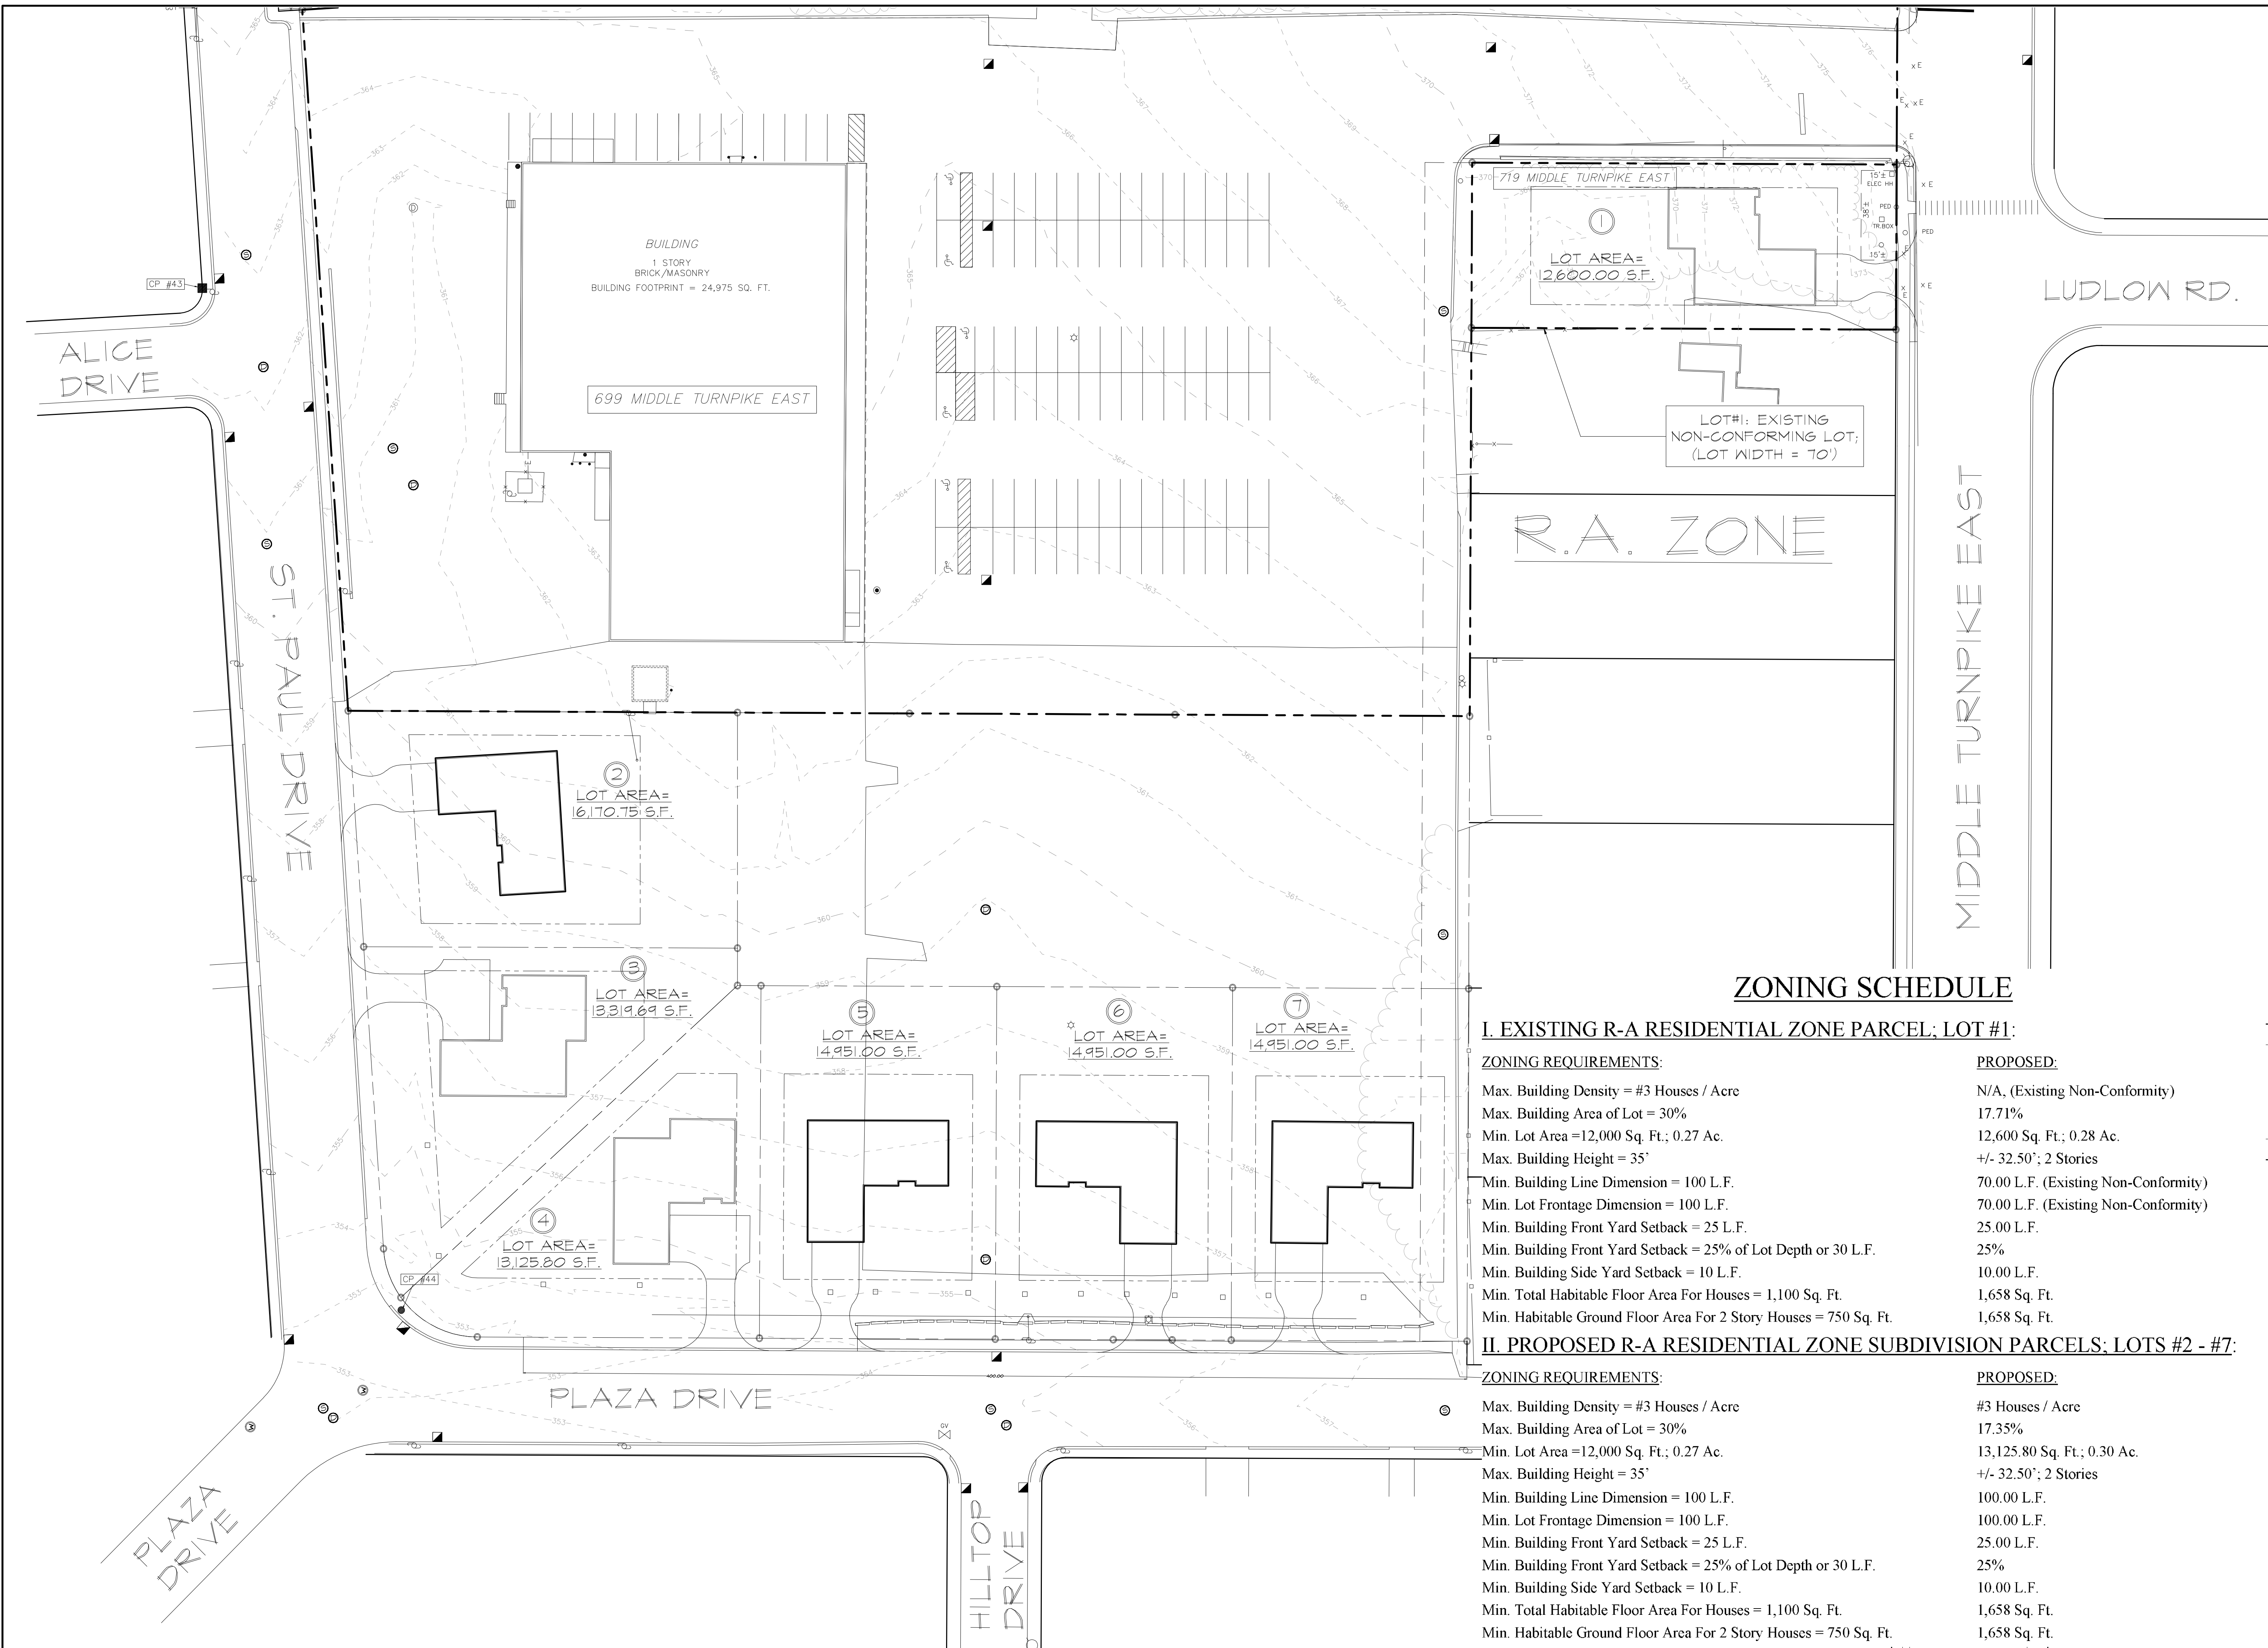 ALICE
DRIVE
CP #43
ST. PAUL DRIVE
BUILDING
1 STORY
BRICK/MASONRY
BUILDING FOOTPRINT = 24,975 SQ. FT.
699 MIDDLE TURNPIKE EAST
719 MIDDLE TURNPIKE EAST
1
LOT AREA=
12,600.00 S.F.
15'±
ELEC HH
38'±
PED
TR.BOX
15'±
PED
LUDLOW RD.
LOT#1: EXISTING
NON-CONFORMING LOT;
(LOT WIDTH = 70')
R.A. ZONE
MIDDLE TURNPIKE EAST
2
LOT AREA=
16,170.75 S.F.
3
LOT AREA=
13,319.69 S.F.
4
LOT AREA=
13,125.80 S.F.
5
LOT AREA=
14,951.00 S.F.
6
LOT AREA=
14,951.00 S.F.
7
LOT AREA=
14,951.00 S.F.
CP #44
400.00
PLAZA DRIVE
GV
PLAZA
DRIVE
HILLTOP
DRIVE
ZONING SCHEDULE
I. EXISTING R-A RESIDENTIAL ZONE PARCEL; LOT #1:
ZONING REQUIREMENTS: PROPOSED:
Max. Building Density = #3 Houses / Acre N/A, (Existing Non-Conformity)
Max. Building Area of Lot = 30% 17.71%
Min. Lot Area =12,000 Sq. Ft.; 0.27 Ac. 12,600 Sq. Ft.; 0.28 Ac.
Max. Building Height = 35’ +/- 32.50’; 2 Stories
Min. Building Line Dimension = 100 L.F. 70.00 L.F. (Existing Non-Conformity)
Min. Lot Frontage Dimension = 100 L.F. 70.00 L.F. (Existing Non-Conformity)
Min. Building Front Yard Setback = 25 L.F. 25.00 L.F.
Min. Building Front Yard Setback = 25% of Lot Depth or 30 L.F. 25%
Min. Building Side Yard Setback = 10 L.F. 10.00 L.F.
Min. Total Habitable Floor Area For Houses = 1,100 Sq. Ft. 1,658 Sq. Ft.
Min. Habitable Ground Floor Area For 2 Story Houses = 750 Sq. Ft. 1,658 Sq. Ft.
II. PROPOSED R-A RESIDENTIAL ZONE SUBDIVISION PARCELS; LOTS #2 - #7:
ZONING REQUIREMENTS: PROPOSED:
Max. Building Density = #3 Houses / Acre #3 Houses / Acre
Max. Building Area of Lot = 30% 17.35%
Min. Lot Area =12,000 Sq. Ft.; 0.27 Ac. 13,125.80 Sq. Ft.; 0.30 Ac.
Max. Building Height = 35’ +/- 32.50’; 2 Stories
Min. Building Line Dimension = 100 L.F. 100.00 L.F.
Min. Lot Frontage Dimension = 100 L.F. 100.00 L.F.
Min. Building Front Yard Setback = 25 L.F. 25.00 L.F.
Min. Building Front Yard Setback = 25% of Lot Depth or 30 L.F. 25%
Min. Building Side Yard Setback = 10 L.F. 10.00 L.F.
Min. Total Habitable Floor Area For Houses = 1,100 Sq. Ft. 1,658 Sq. Ft.
Min. Habitable Ground Floor Area For 2 Story Houses = 750 Sq. Ft. 1,658 Sq. Ft.